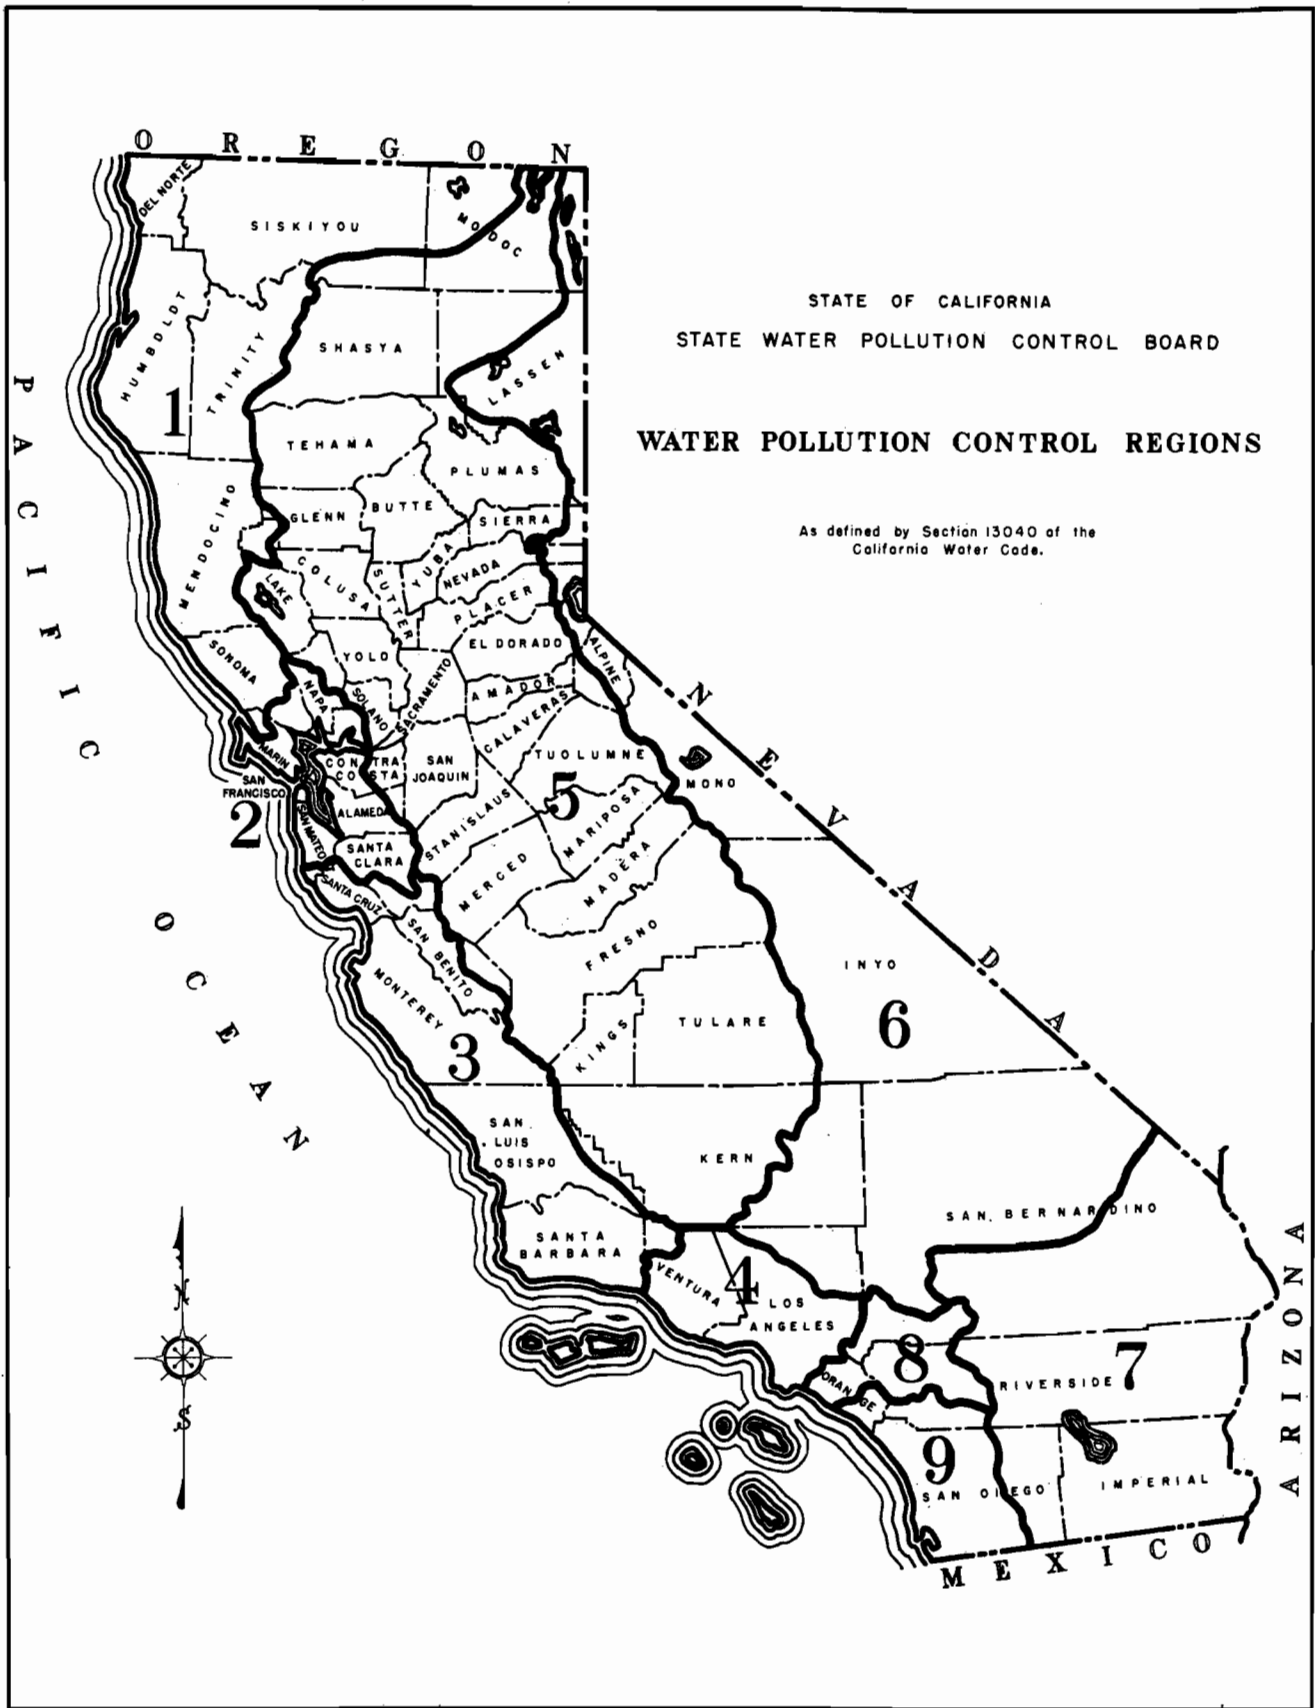 OREGON
DEL NORTE
SISKIYOU
MODOC
STATE OF CALIFORNIA
STATE WATER POLLUTION CONTROL BOARD
WATER POLLUTION CONTROL REGIONS
As defined by Section 13040 of the
California Water Code.
PACIFIC
OCEAN
HUMBOLDT
TRINITY
SHASYA
LASSEN
1
TEHAMA
PLUMAS
MENDOCINO
GLENN
BUTTE
SIERRA
LAKE
COLUSA
SUTTER
YUBA
NEVADA
PLACER
SONOMA
YOLO
EL DORADO
ALPINE
NAPA
SOLANO
SACRAMENTO
AMADOR
CALAVERAS
NEVADA
MARIN
CONTRA
COSTA
SAN
JOAQUIN
TUOLUMNE
MONO
SAN
FRANCISCO
2
5
ALAMEDA
SAN MATEO
STANISLAUS
MARIPOSA
SANTA
CLARA
MERCED
MADERA
SANTA CRUZ
SAN BENITO
FRESNO
MONTEREY
INYO
KINGS
TULARE
6
3
SAN
LUIS
OSISPO
KERN
SAN BERNARDINO
SANTA
BARBARA
VENTURA
4
LOS
ANGELES
ARIZONA
ORANGE
8
RIVERSIDE
7
9
SAN DIEGO
IMPERIAL
S
MEXICO